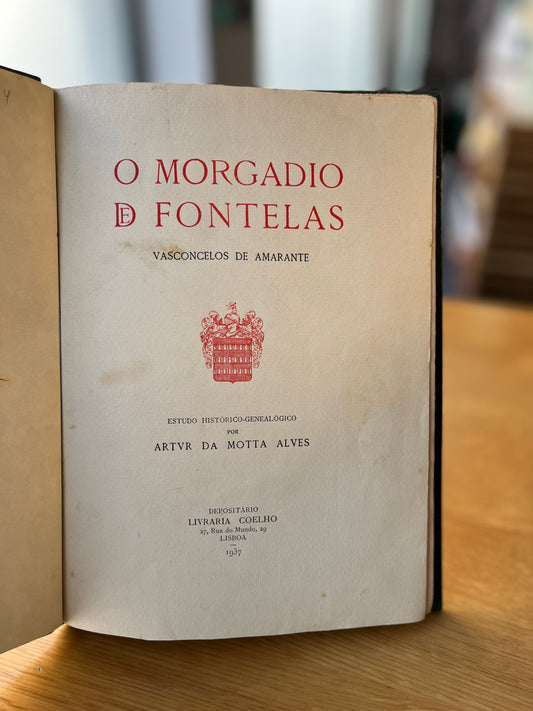 O MORGADIO
DE FONTELAS
VASCONCELOS DE AMARANTE
ESTUDO HISTÓRICO-GENEALÓGICO
POR
ARTVR DA MOTTA ALVES
DEPOSITÁRIO
LIVRARIA COELHO
27, Rua do Mundo, 29
LISBOA
1937